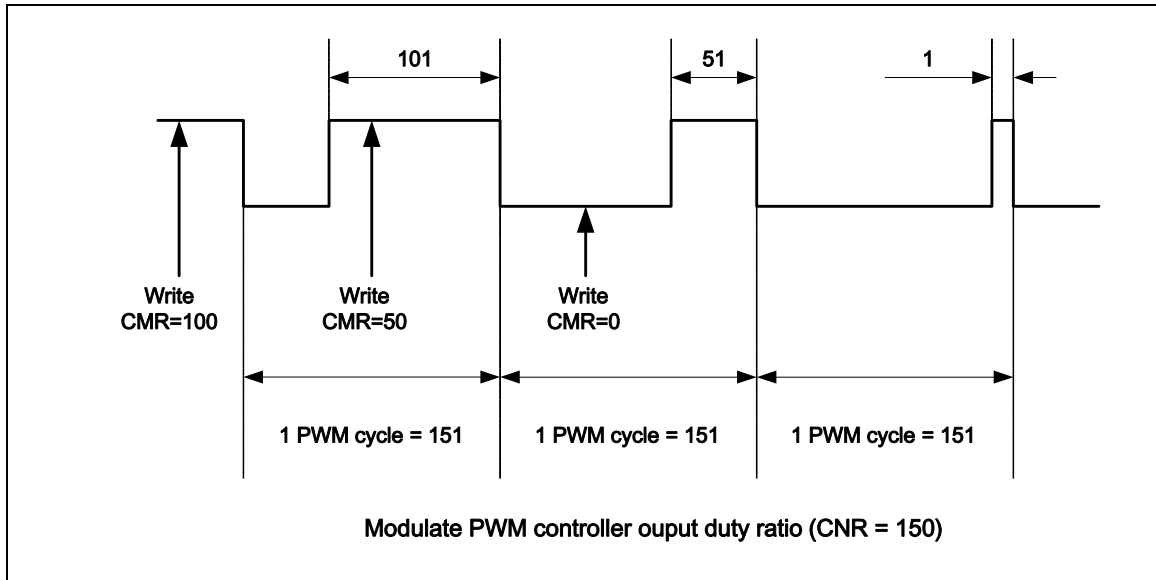 101
51
1
Write
CMR=100
Write
CMR=50
Write
CMR=0
1 PWM cycle = 151
1 PWM cycle = 151
1 PWM cycle = 151
Modulate PWM controller ouput duty ratio (CNR = 150)